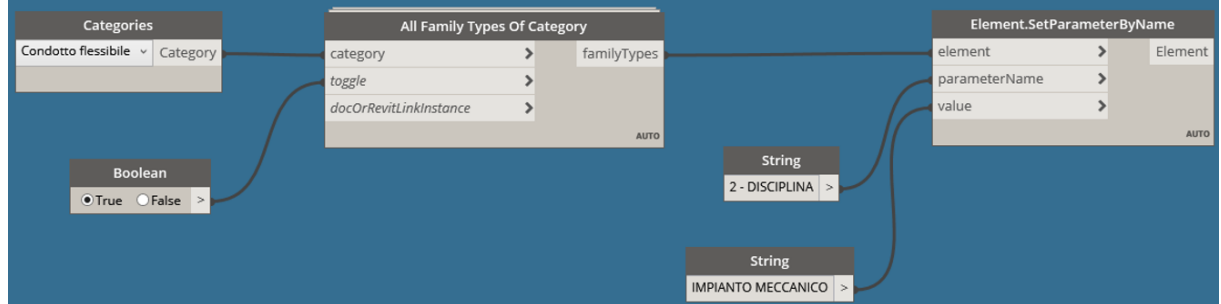 Categories
Condotto flessibile Category
All Family Types Of Category
category > familyTypes
toggle >
docOrRevitLinkInstance >
AUTO
Element.SetParameterByName
element > Element
parameterName >
value >
AUTO
Boolean
True False >
String
2 - DISCIPLINA >
String
IMPIANTO MECCANICO >